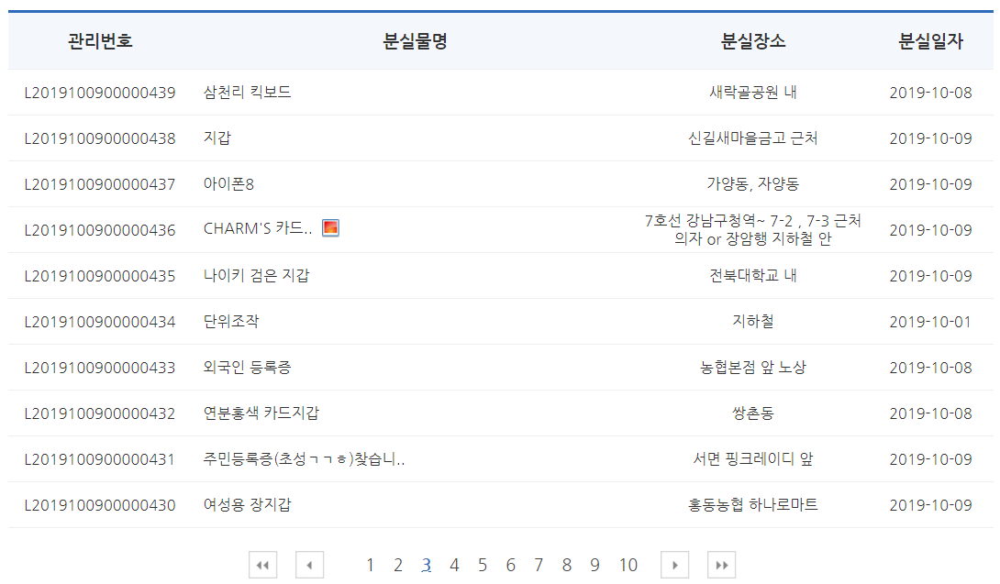 관리번호 분실물명 분실장소 분실일자
L2019100900000439 삼천리 킥보드 새락골공원 내 2019-10-08
L2019100900000438 지갑 신길새마을금고 근처 2019-10-09
L2019100900000437 아이폰8 가양동, 자양동 2019-10-09
L2019100900000436 CHARM'S 카드.. 7호선 강남구청역~ 7-2 , 7-3 근처 2019-10-09
의자 or 장암행 지하철 안
L2019100900000435 나이키 검은 지갑 전북대학교 내 2019-10-09
L2019100900000434 단위조작 지하철 2019-10-01
L2019100900000433 외국인 등록증 농협본점 앞 노상 2019-10-08
L2019100900000432 연분홍색 카드지갑 쌍촌동 2019-10-08
L2019100900000431 주민등록증(초성ㄱㄱㅎ)찾습니.. 서면 핑크레이디 앞 2019-10-09
L2019100900000430 여성용 장지갑 홍동농협 하나로마트 2019-10-09
1 2 3 4 5 6 7 8 9 10